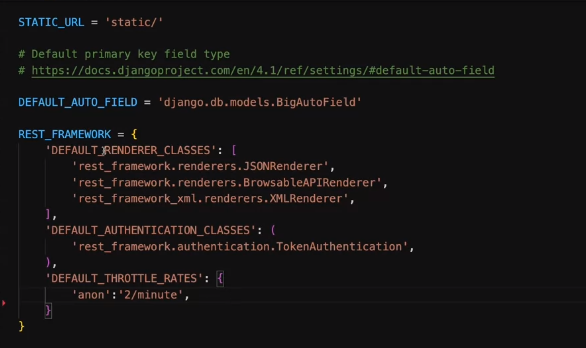 STATIC_URL = 'static/'
# Default primary key field type
# https://docs.djangoproject.com/en/4.1/ref/settings/#default-auto-field
DEFAULT_AUTO_FIELD = 'django.db.models.BigAutoField'
REST_FRAMEWORK = {
    'DEFAULT_RENDERER_CLASSES': [
        'rest_framework.renderers.JSONRenderer',
        'rest_framework.renderers.BrowsableAPIRenderer',
        'rest_framework_xml.renderers.XMLRenderer',
    ],
    'DEFAULT_AUTHENTICATION_CLASSES': (
        'rest_framework.authentication.TokenAuthentication',
    ),
    'DEFAULT_THROTTLE_RATES': {
        'anon':'2/minute',
    }
}